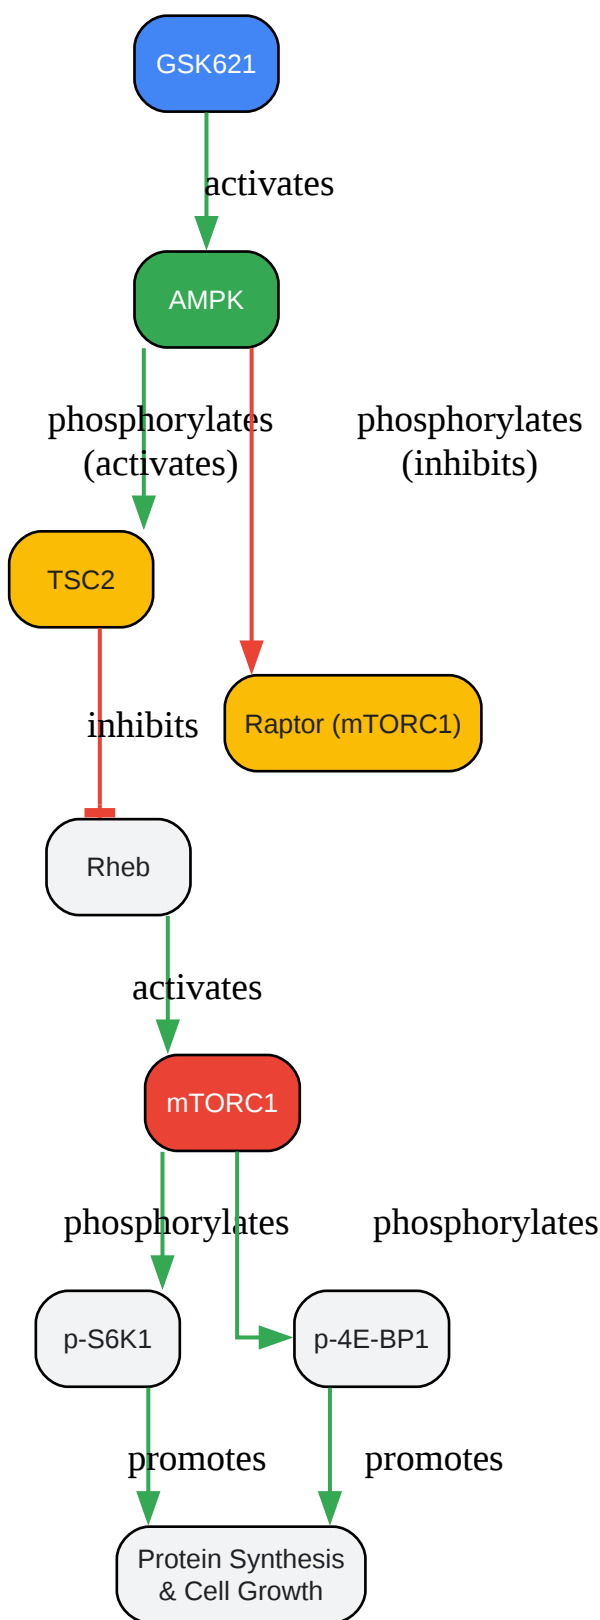 GSK621
activates
AMPK
phosphorylates
(activates)
phosphorylates
(inhibits)
TSC2
inhibits
Raptor (mTORC1)
Rheb
activates
mTORC1
phosphorylates
phosphorylates
p-S6K1
p-4E-BP1
promotes
promotes
Protein Synthesis
& Cell Growth